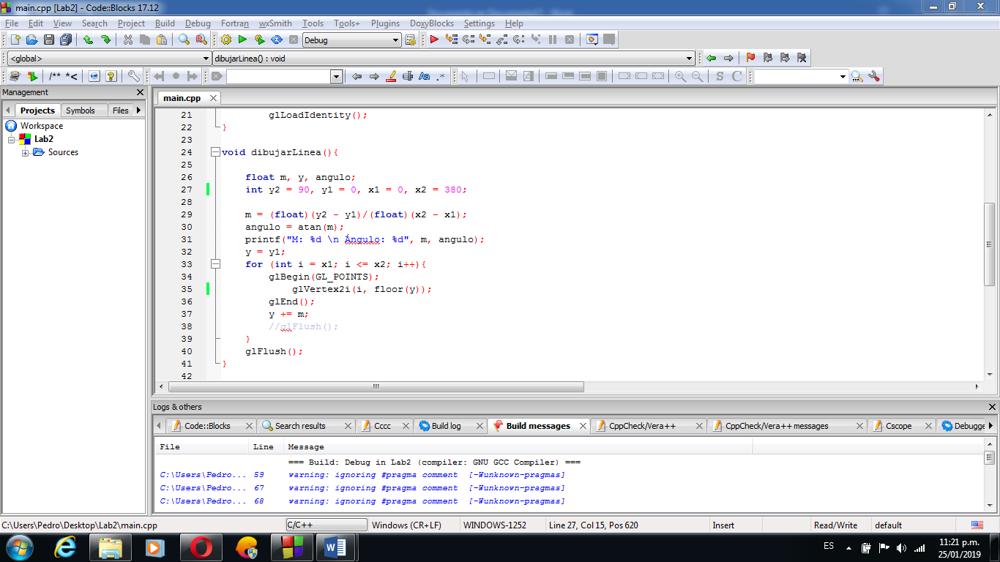 main.cpp [Lab2] - Code::Blocks 17.12
File Edit View Search Project Build Debug Fortran wxSmith Tools Tools+ Plugins DoxyBlocks Settings Help
Debug
<global> dibujarLinea() : void
/** *<
Aa .*
S C
Management
Projects Symbols Files
Workspace
Lab2
Sources
main.cpp
21 glLoadIdentity();
22 }
23
24 void dibujarLinea(){
25
26 float m, y, angulo;
27 int y2 = 90, y1 = 0, x1 = 0, x2 = 380;
28
29 m = (float)(y2 - y1)/(float)(x2 - x1);
30 angulo = atan(m);
31 printf("M: %d \n Ángulo: %d", m, angulo);
32 y = y1;
33 for (int i = x1; i <= x2; i++){
34 glBegin(GL_POINTS);
35 glVertex2i(i, floor(y));
36 glEnd();
37 y += m;
38 //glFlush();
39 }
40 glFlush();
41 }
42
Logs & others
Code::Blocks Search results Cccc Build log Build messages CppCheck/Vera++ CppCheck/Vera++ messages Cscope Debugge
File Line Message
=== Build: Debug in Lab2 (compiler: GNU GCC Compiler) ===
C:\Users\Pedro... 59 warning: ignoring #pragma comment [-Wunknown-pragmas]
C:\Users\Pedro... 67 warning: ignoring #pragma comment [-Wunknown-pragmas]
C:\Users\Pedro... 68 warning: ignoring #pragma comment [-Wunknown-pragmas]
C:\Users\Pedro\Desktop\Lab2\main.cpp C/C++ Windows (CR+LF) WINDOWS-1252 Line 27, Col 15, Pos 620 Insert Read/Write default
ES 11:21 p.m.
25/01/2019